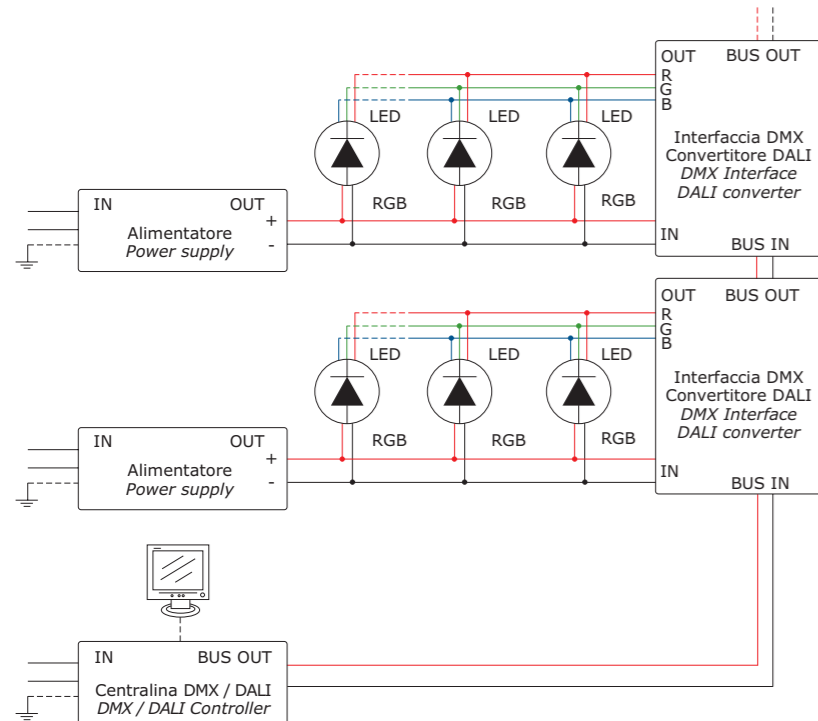 OUT BUS OUT
R
G
B
LED LED LED
Interfaccia DMX
Convertitore DALI
DMX Interface
DALI converter
IN OUT
+
Alimentatore
Power supply
-
RGB RGB RGB
IN
BUS IN
OUT BUS OUT
R
G
B
LED LED LED
Interfaccia DMX
Convertitore DALI
DMX Interface
DALI converter
IN OUT
+
Alimentatore
Power supply
-
RGB RGB RGB
IN
BUS IN
IN BUS OUT
Centralina DMX / DALI
DMX / DALI Controller